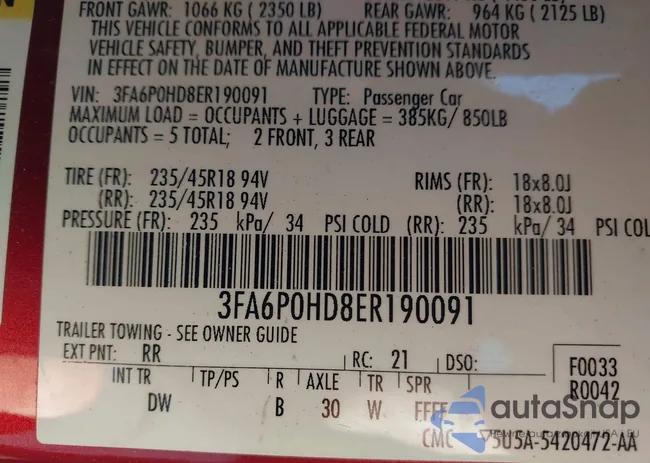 FRONT GAWR: 1066 KG ( 2350 LB) REAR GAWR: 964 KG ( 2125 LB)
THIS VEHICLE CONFORMS TO ALL APPLICABLE FEDERAL MOTOR
VEHICLE SAFETY, BUMPER, AND THEFT PREVENTION STANDARDS
IN EFFECT ON THE DATE OF MANUFACTURE SHOWN ABOVE.
VIN: 3FA6P0HD8ER190091 TYPE: Passenger Car
MAXIMUM LOAD = OCCUPANTS + LUGGAGE = 385KG/ 850LB
OCCUPANTS = 5 TOTAL; 2 FRONT, 3 REAR
TIRE (FR): 235/45R18 94V RIMS (FR): 18x8.0J
(RR): 235/45R18 94V (RR): 18x8.0J
PRESSURE (FR): 235 kPa/ 34 PSI COLD (RR): 235 kPa/ 34 PSI COL
3FA6P0HD8ER190091
TRAILER TOWING - SEE OWNER GUIDE
EXT PNT: RR RC: 21 DSO: F0033
R0042
INT TR TP/PS R AXLE TR SPR
DW B 30 W FFFF
autoSnap
CMC 5U5A-5420472-AA